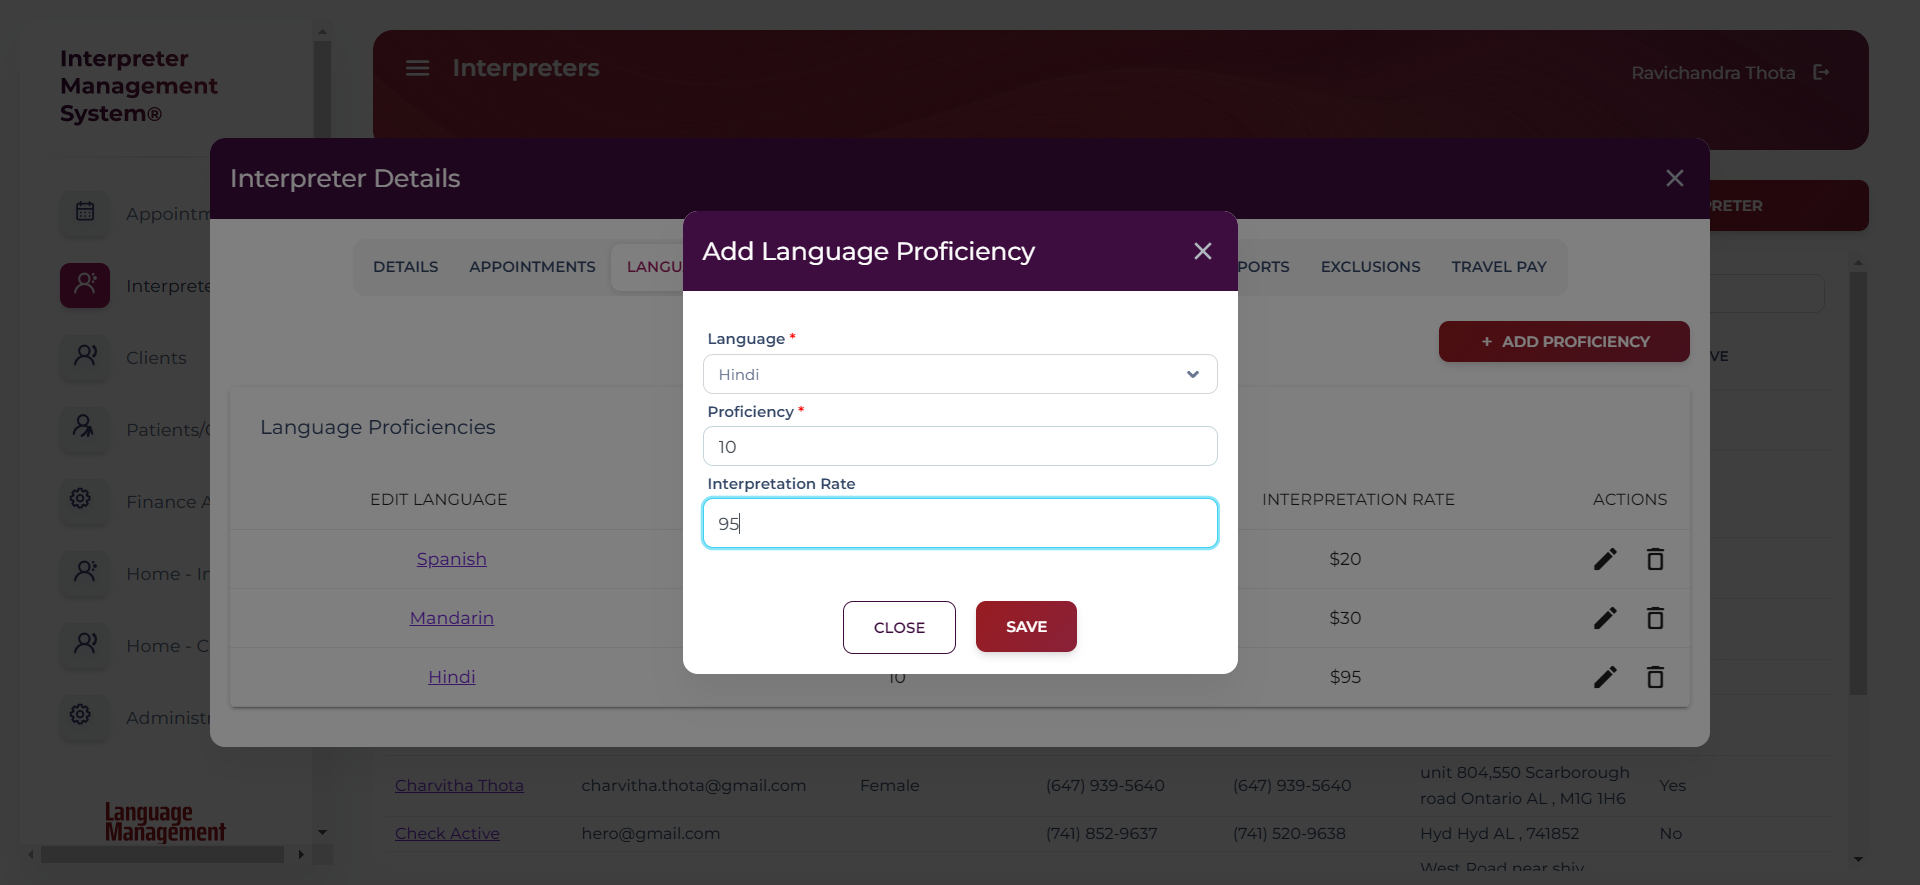 Interpreter
Management
System®
Interpreters
Ravichandra Thota
Appointm
Interprete
Clients
Patients/C
Finance A
Home - In
Home - C
Administr
Language
Management
Interpreter Details
PRETER
DETAILS
APPOINTMENTS
LANGU
PORTS
EXCLUSIONS
TRAVEL PAY
+ ADD PROFICIENCY
VE
Language Proficiencies
EDIT LANGUAGE
INTERPRETATION RATE
ACTIONS
Spanish
$20
Mandarin
$30
Hindi
10
$95
Add Language Proficiency
Language *
Hindi
Proficiency *
10
Interpretation Rate
95
CLOSE
SAVE
Charvitha Thota
charvitha.thota@gmail.com
Female
(647) 939-5640
(647) 939-5640
unit 804,550 Scarborough
road Ontario AL , M1G 1H6
Yes
Check Active
hero@gmail.com
(741) 852-9637
(741) 520-9638
Hyd Hyd AL , 741852
No
West Road near shiv